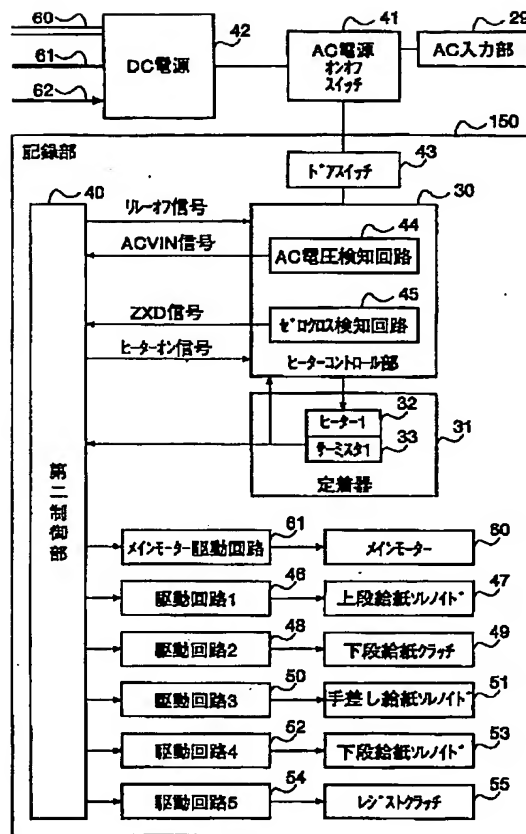 60
61
62
DC電源
42
41
AC電源
オンオフ
スイッチ
29
AC入力部
150
記録部
ドアスイッチ
43
40
第二制御部
リレーオフ信号
ACVIN信号
ZXD信号
ヒーターオン信号
30
44
AC電圧検知回路
45
ゼロクロス検知回路
ヒーターコントロール部
32
ヒーター1
33
サーミスタ1
31
定着器
61
メインモーター駆動回路
60
メインモーター
46
駆動回路1
47
上段給紙ソルノイド
48
駆動回路2
49
下段給紙クラッチ
50
駆動回路3
51
手差し給紙ソルノイド
52
駆動回路4
53
下段給紙ソルノイド
54
駆動回路5
55
レジストクラッチ